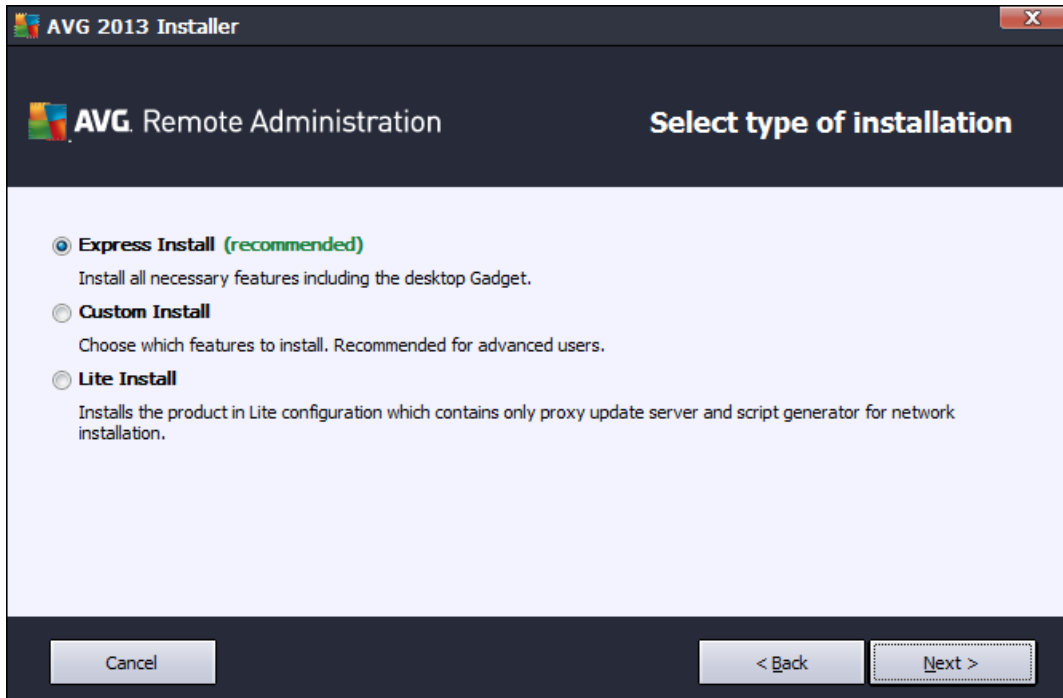 AVG 2013 Installer
AVG. Remote Administration
Select type of installation
Express Install (recommended)
Install all necessary features including the desktop Gadget.
Custom Install
Choose which features to install. Recommended for advanced users.
Lite Install
Installs the product in Lite configuration which contains only proxy update server and script generator for network
installation.
Cancel
< Back
Next >